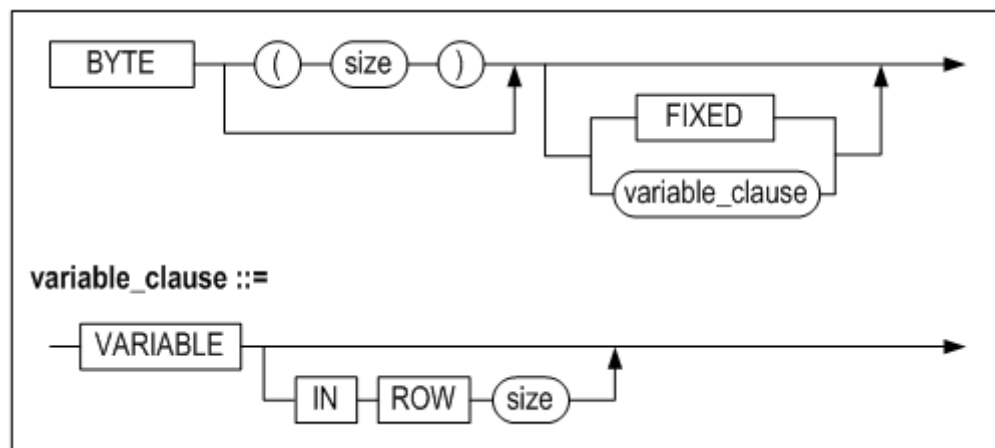 BYTE ( size )
FIXED
variable_clause
variable_clause ::=
VARIABLE
IN ROW size